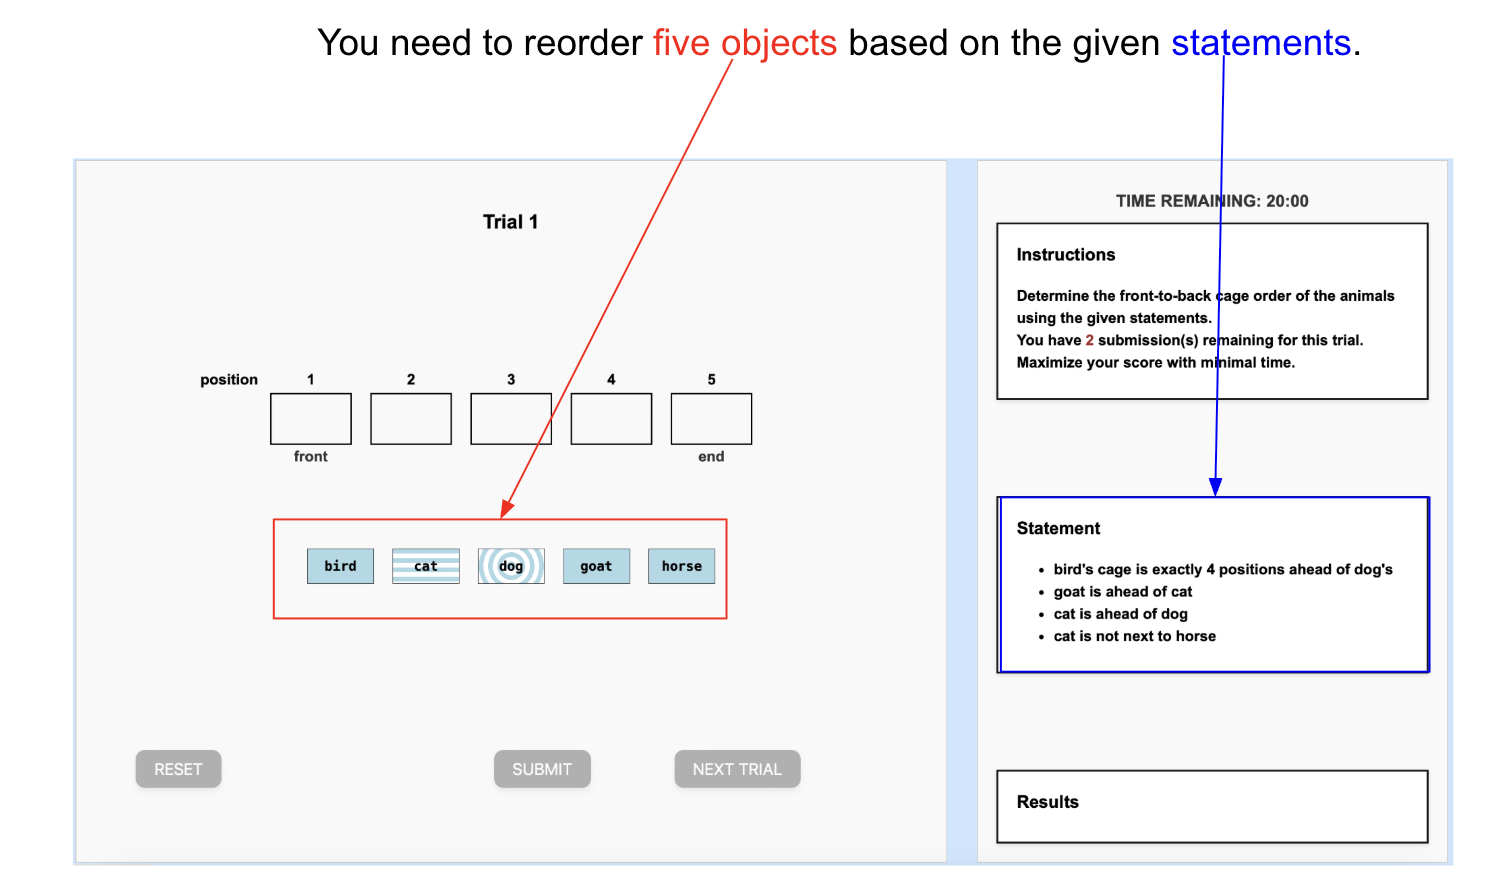 You need to reorder five objects based on the given statements.
Trial 1
position 1 2 3 4 5
front end
bird cat dog goat horse
RESET SUBMIT NEXT TRIAL
TIME REMAINING: 20:00
Instructions
Determine the front-to-back cage order of the animals
using the given statements.
You have 2 submission(s) remaining for this trial.
Maximize your score with minimal time.
Statement
• bird's cage is exactly 4 positions ahead of dog's
• goat is ahead of cat
• cat is ahead of dog
• cat is not next to horse
Results